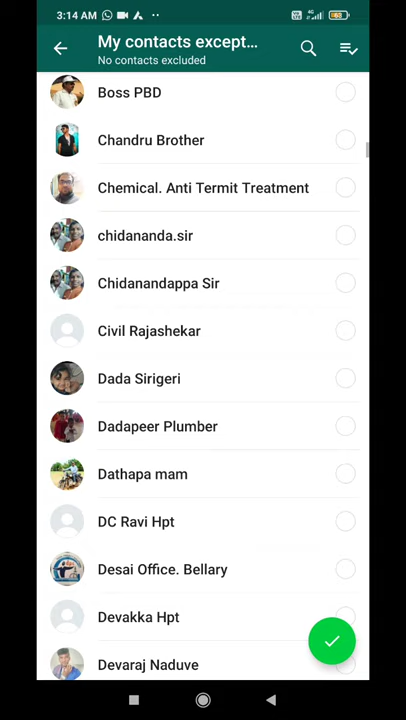 3:14 AM
My contacts except...
No contacts excluded
Boss PBD
Chandru Brother
Chemical. Anti Termit Treatment
chidananda.sir
Chidanandappa Sir
Civil Rajashekar
Dada Sirigeri
Dadapeer Plumber
Dathapa mam
DC Ravi Hpt
Desai Office. Bellary
Devakka Hpt
Devaraj Naduve